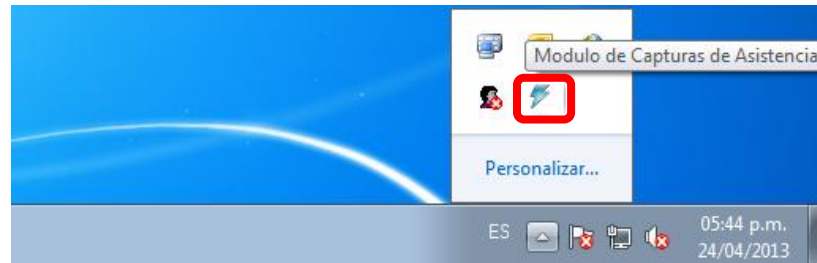 Modulo de Capturas de Asistencia
Personalizar...
ES
05:44 p.m.
24/04/2013